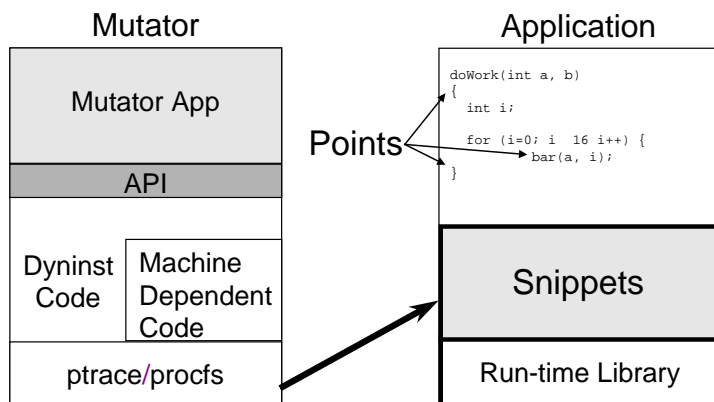 Mutator
Mutator App
API
Dyninst
Code
Machine
Dependent
Code
ptrace/procfs
Points
Application
doWork(int a, b)
{
int i;
for (i=0; i 16 i++) {
bar(a, i);
}
Snippets
Run-time Library